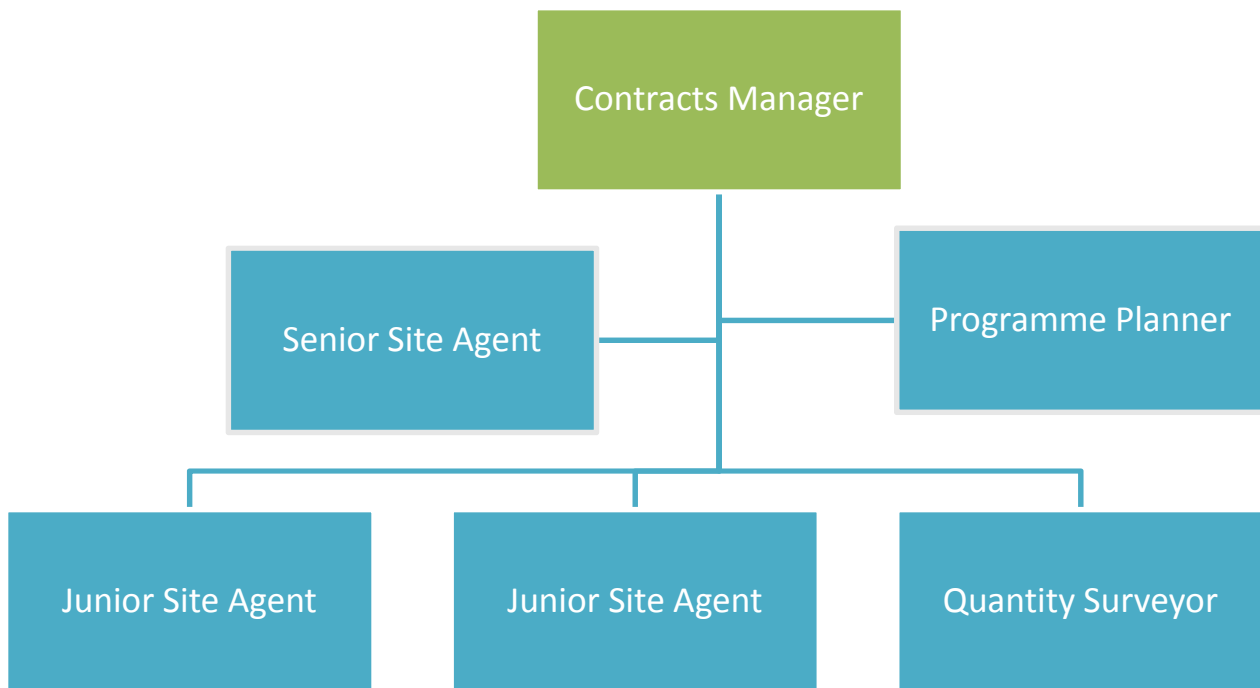 Contracts Manager
Senior Site Agent
Programme Planner
Junior Site Agent
Junior Site Agent
Quantity Surveyor